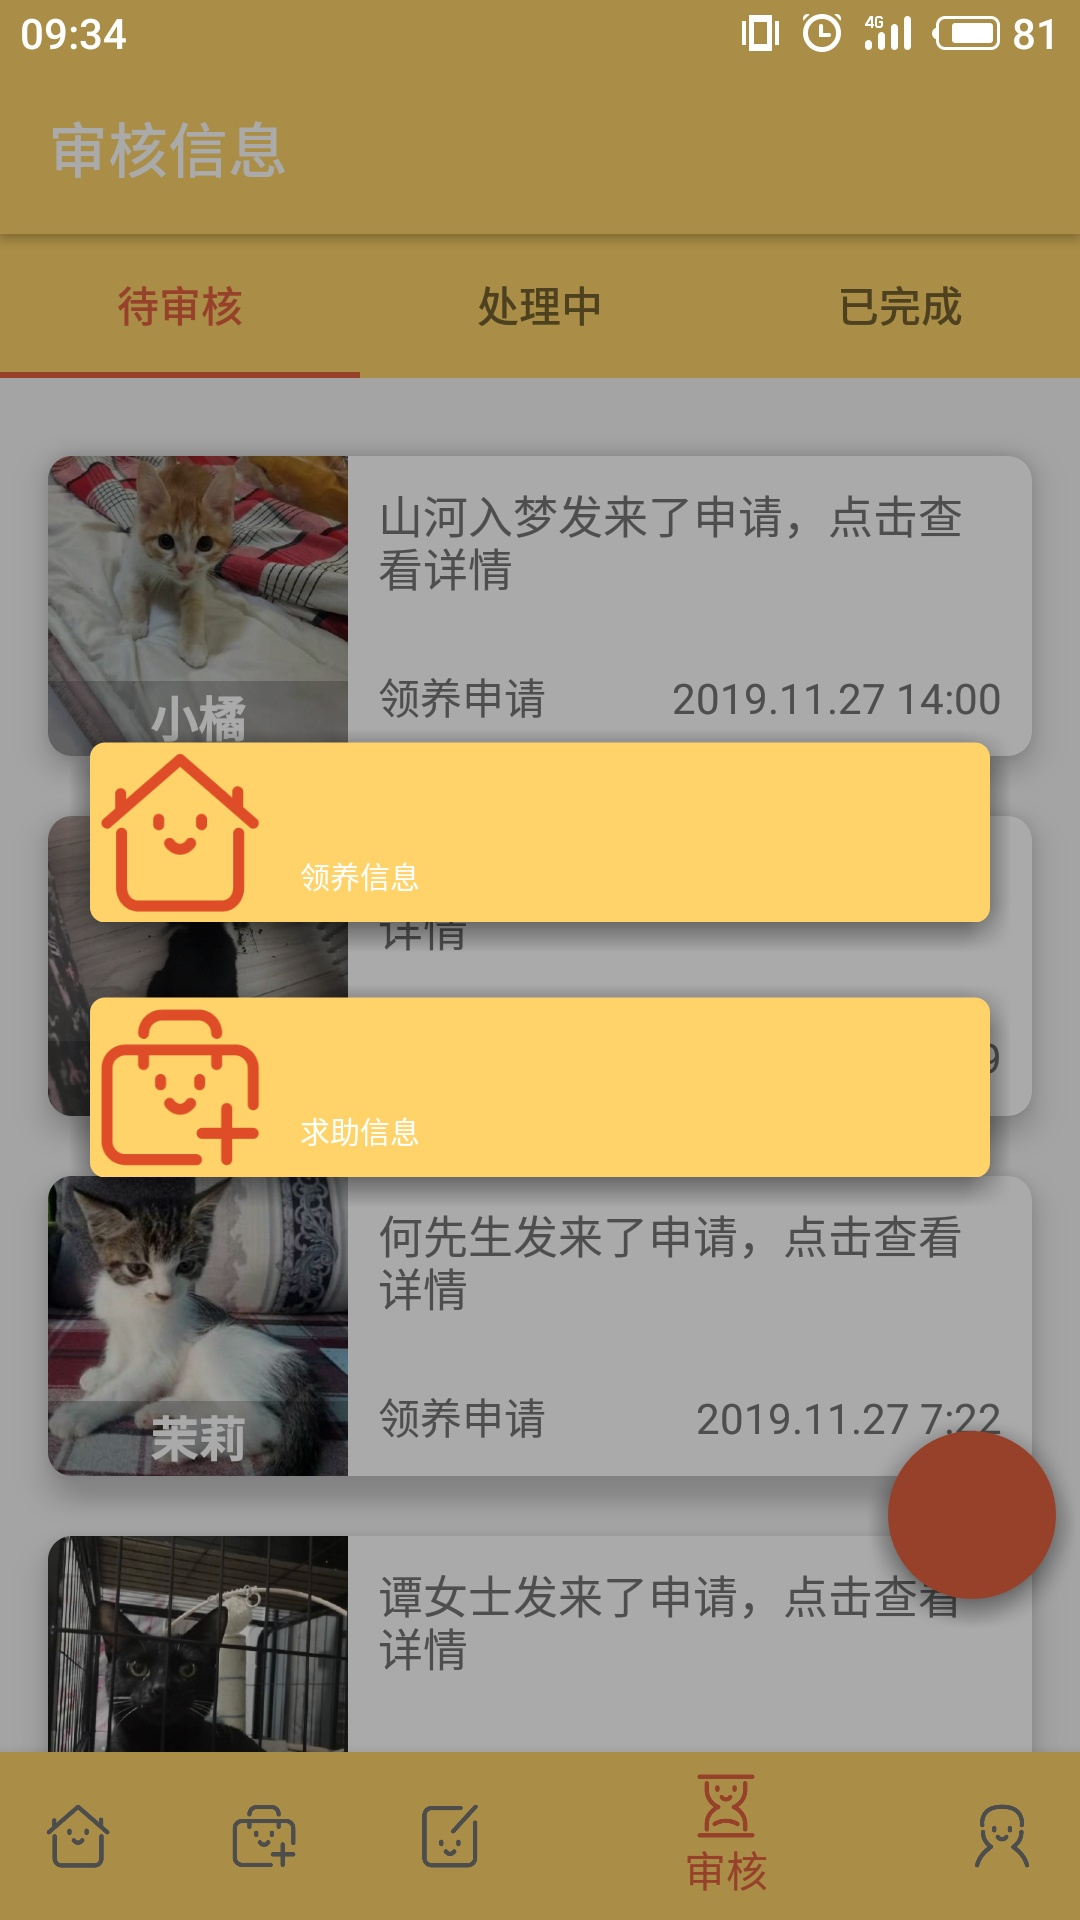 09:34
4G
81
审核信息
待审核
处理中
已完成
山河入梦发来了申请，点击查
看详情
小橘
领养申请
2019.11.27 14:00
领养信息
详情
9
求助信息
何先生发来了申请，点击查看
详情
茉莉
领养申请
2019.11.27 7:22
谭女士发来了申请，点击查看
详情
审核